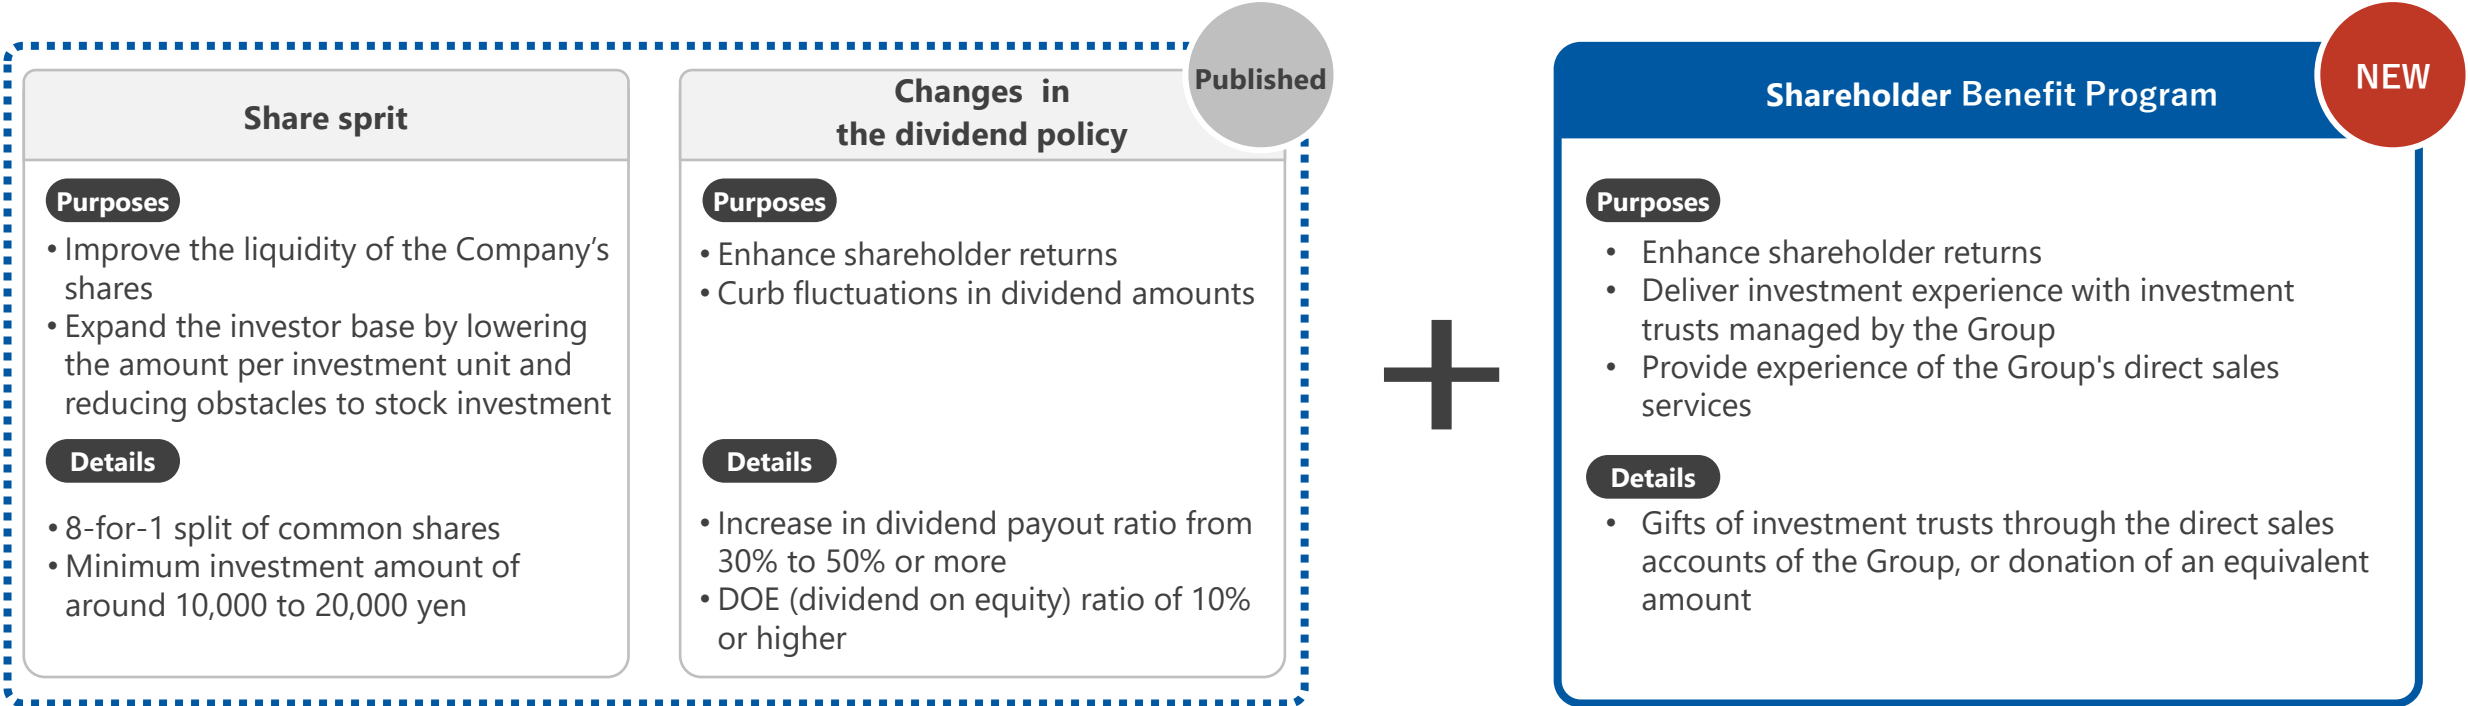 Published
Share sprit
Purposes
• Improve the liquidity of the Company's
shares
• Expand the investor base by lowering
the amount per investment unit and
reducing obstacles to stock investment
Details
• 8-for-1 split of common shares
• Minimum investment amount of
around 10,000 to 20,000 yen
Changes in
the dividend policy
Purposes
• Enhance shareholder returns
• Curb fluctuations in dividend amounts
Details
• Increase in dividend payout ratio from
30% to 50% or more
• DOE (dividend on equity) ratio of 10%
or higher
+
NEW
Shareholder Benefit Program
Purposes
• Enhance shareholder returns
• Deliver investment experience with investment
trusts managed by the Group
• Provide experience of the Group's direct sales
services
Details
• Gifts of investment trusts through the direct sales
accounts of the Group, or donation of an equivalent
amount